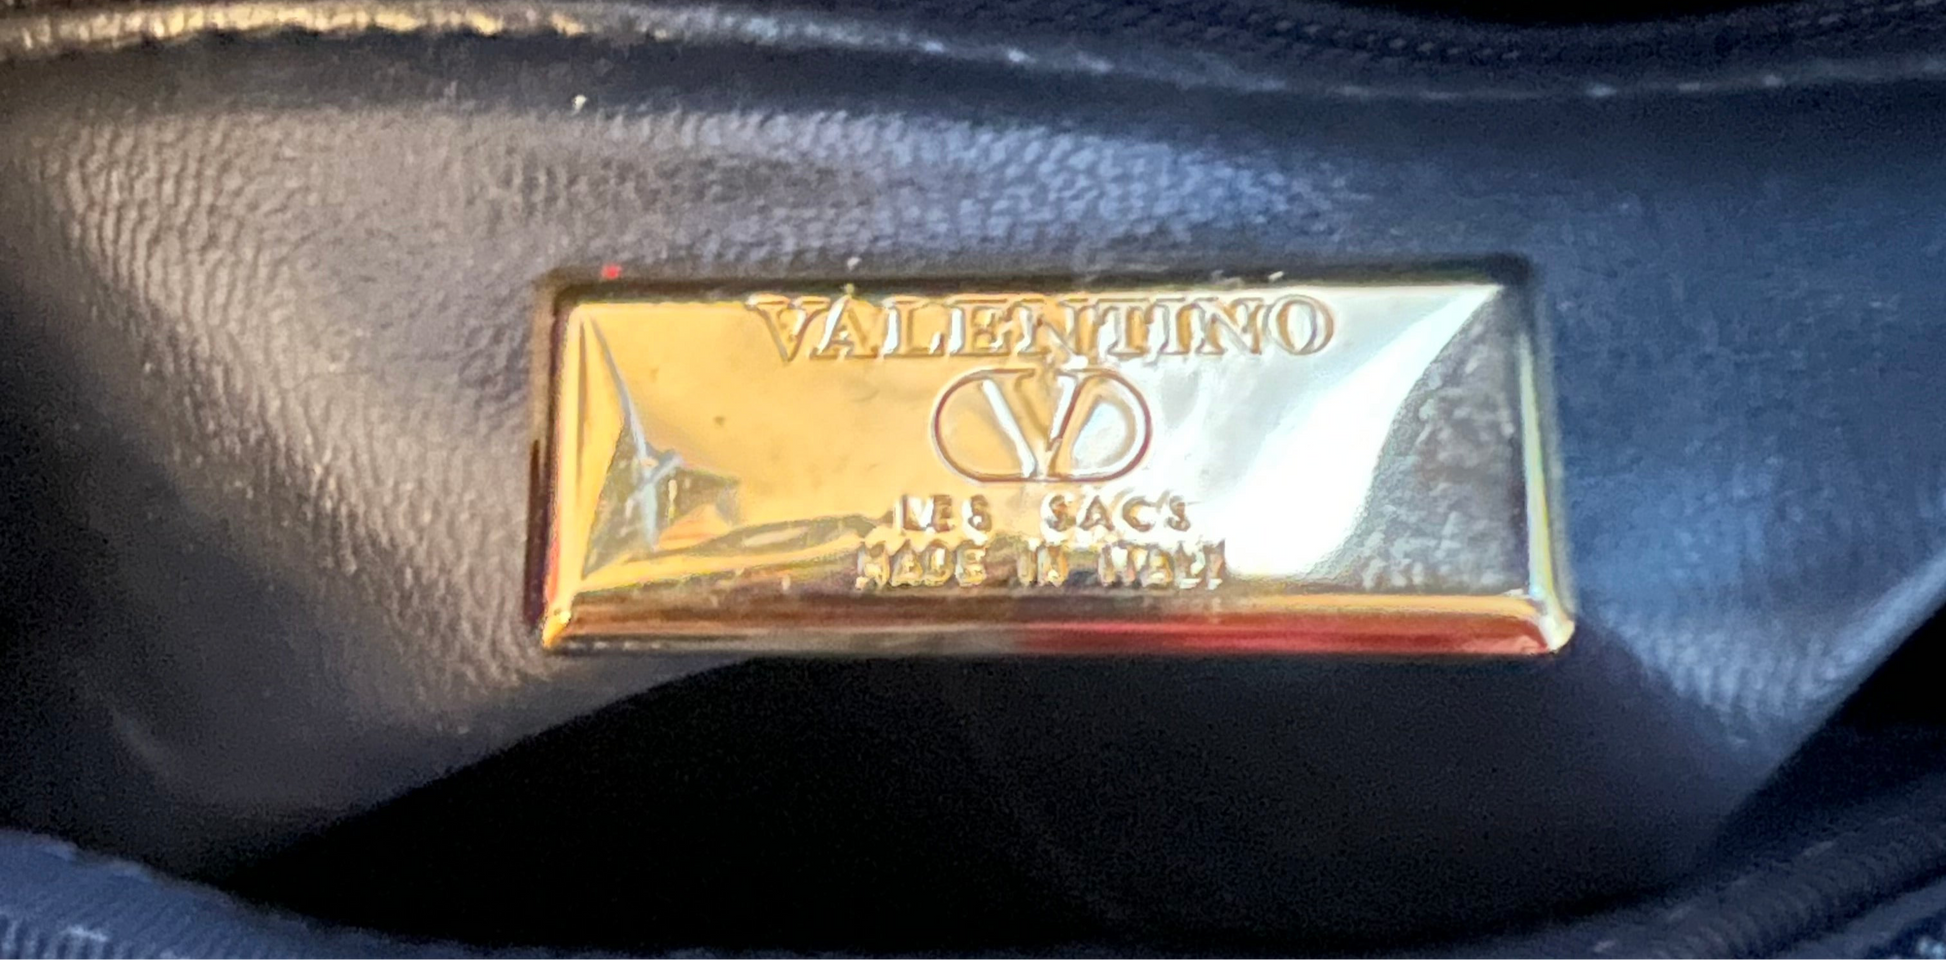 VALENTINO
V
LES SACS
MADE IN ITALY